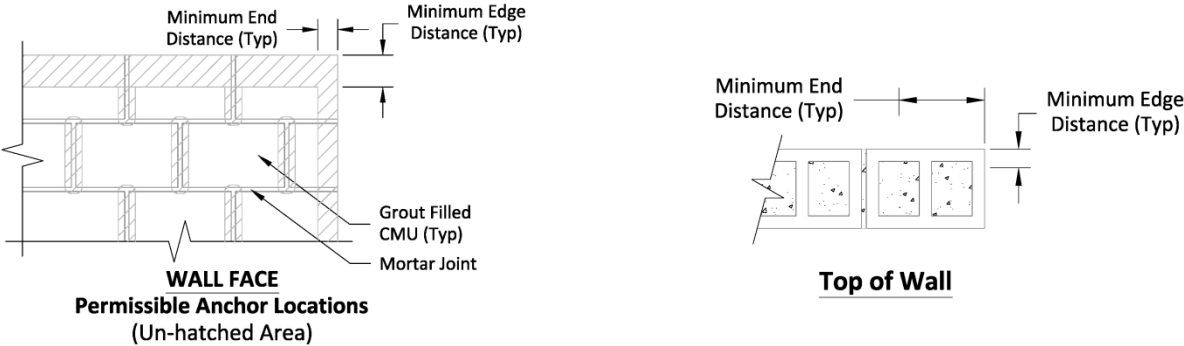 Minimum End
Distance (Typ)
Minimum Edge
Distance (Typ)
Grout Filled
CMU (Typ)
Mortar Joint
WALL FACE
Permissible Anchor Locations
(Un-hatched Area)
Minimum End
Distance (Typ)
Minimum Edge
Distance (Typ)
Top of Wall